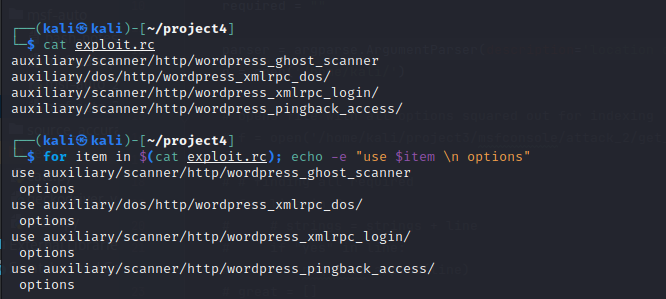 ┌──(kali㉿kali)-[~/project4]
└─$ cat exploit.rc
auxiliary/scanner/http/wordpress_ghost_scanner
auxiliary/dos/http/wordpress_xmlrpc_dos/
auxiliary/scanner/http/wordpress_xmlrpc_login/
auxiliary/scanner/http/wordpress_pingback_access/
┌──(kali㉿kali)-[~/project4]
└─$ for item in $(cat exploit.rc); echo -e "use $item \n options"
use auxiliary/scanner/http/wordpress_ghost_scanner
options
use auxiliary/dos/http/wordpress_xmlrpc_dos/
options
use auxiliary/scanner/http/wordpress_xmlrpc_login/
options
use auxiliary/scanner/http/wordpress_pingback_access/
options